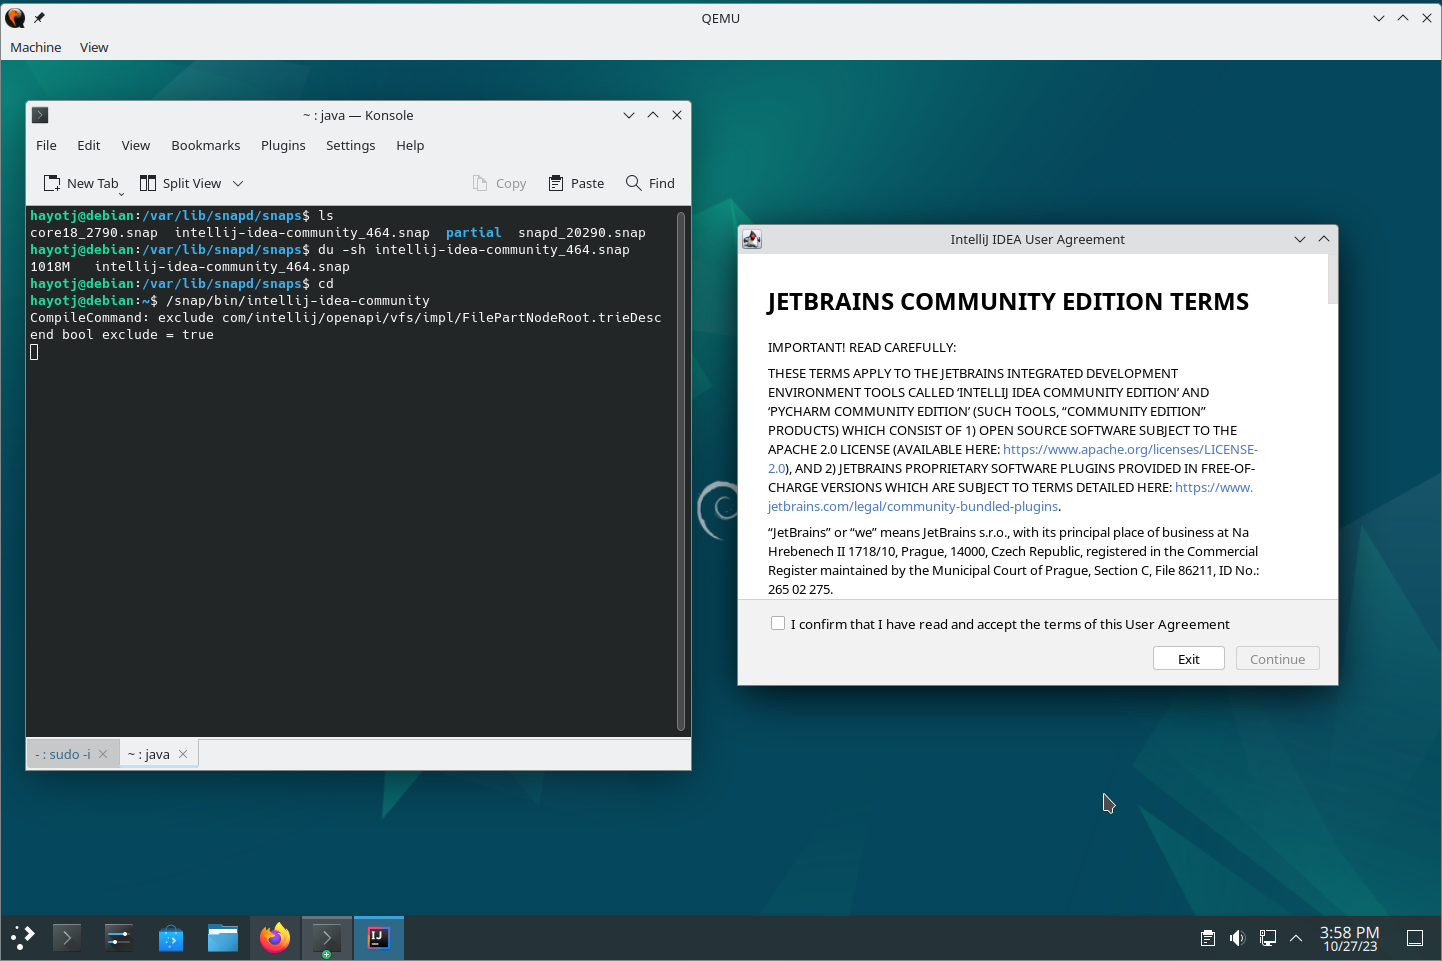 QEMU
Machine View
~ : java — Konsole
File Edit View Bookmarks Plugins Settings Help
New Tab Split View Copy Paste Find
hayotj@debian:/var/lib/snapd/snaps$ ls
core18_2790.snap intellij-idea-community_464.snap partial snapd_20290.snap
hayotj@debian:/var/lib/snapd/snaps$ du -sh intellij-idea-community_464.snap
1018M intellij-idea-community_464.snap
hayotj@debian:/var/lib/snapd/snaps$ cd
hayotj@debian:~$ /snap/bin/intellij-idea-community
CompileCommand: exclude com/intellij/openapi/vfs/impl/FilePartNodeRoot.trieDesc
end bool exclude = true
- : sudo -i ~ : java
IntelliJ IDEA User Agreement
JETBRAINS COMMUNITY EDITION TERMS
IMPORTANT! READ CAREFULLY:
THESE TERMS APPLY TO THE JETBRAINS INTEGRATED DEVELOPMENT
ENVIRONMENT TOOLS CALLED ‘INTELLIJ IDEA COMMUNITY EDITION’ AND
‘PYCHARM COMMUNITY EDITION’ (SUCH TOOLS, “COMMUNITY EDITION”
PRODUCTS) WHICH CONSIST OF 1) OPEN SOURCE SOFTWARE SUBJECT TO THE
APACHE 2.0 LICENSE (AVAILABLE HERE: https://www.apache.org/licenses/LICENSE-
2.0), AND 2) JETBRAINS PROPRIETARY SOFTWARE PLUGINS PROVIDED IN FREE-OF-
CHARGE VERSIONS WHICH ARE SUBJECT TO TERMS DETAILED HERE: https://www.
jetbrains.com/legal/community-bundled-plugins.
“JetBrains” or “we” means JetBrains s.r.o., with its principal place of business at Na
Hrebenech II 1718/10, Prague, 14000, Czech Republic, registered in the Commercial
Register maintained by the Municipal Court of Prague, Section C, File 86211, ID No.:
265 02 275.
I confirm that I have read and accept the terms of this User Agreement
Exit Continue
IJ
3:58 PM
10/27/23